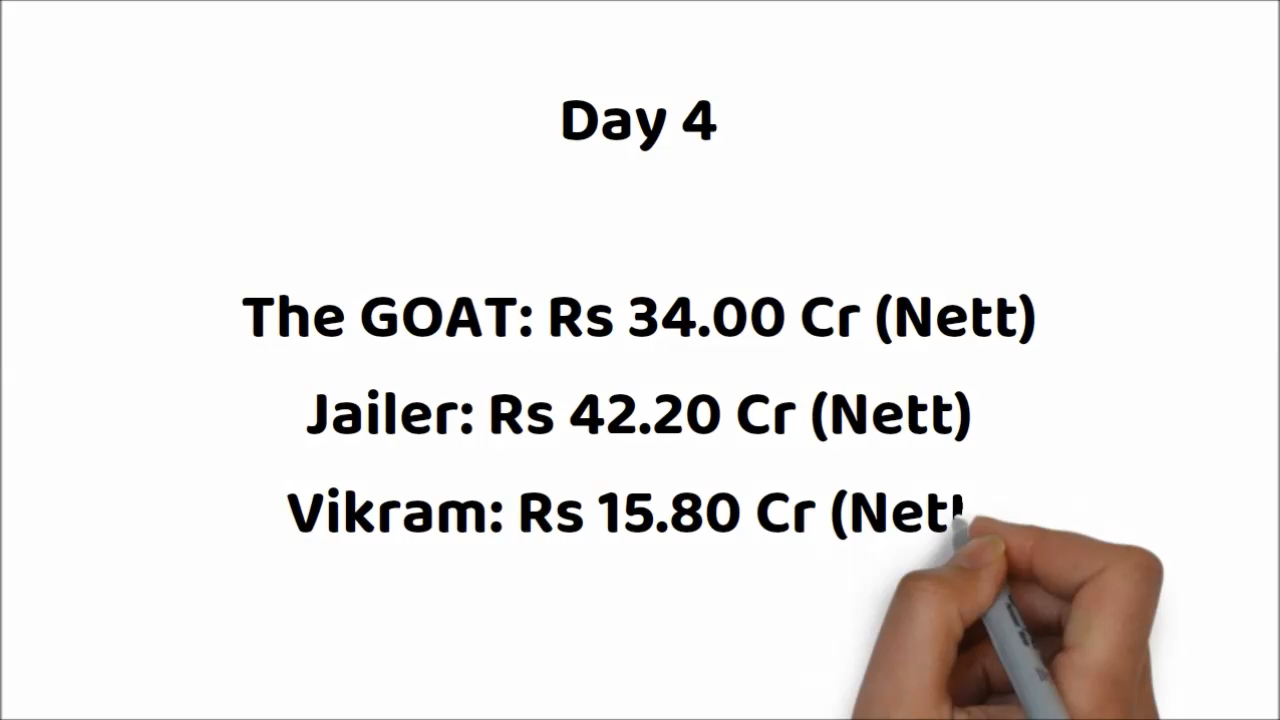 Day 4
The GOAT: Rs 34.00 Cr (Nett)
Jailer: Rs 42.20 Cr (Nett)
Vikram: Rs 15.80 Cr (Nett